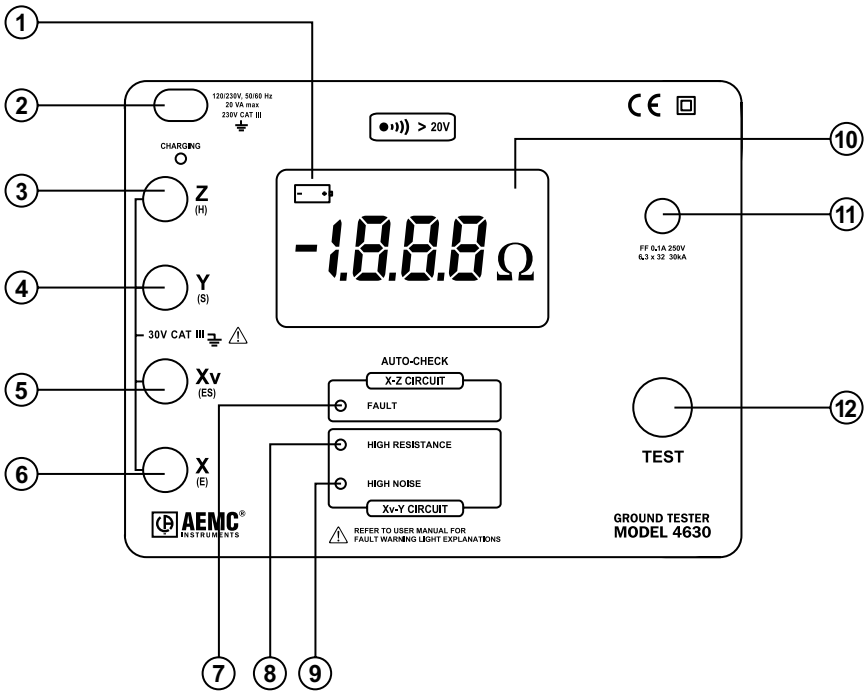 1
2
120/230V, 50/60 Hz
20 VA max
230V CAT III
> 20V
CE
CHARGING
10
3
Z
(H)
- +
-1.8.8.8 Ω
11
FF 0.1A 250V
6.3 x 32 30kA
4
Y
(S)
30V CAT III
AUTO-CHECK
X-Z CIRCUIT
5
Xv
(ES)
FAULT
12
TEST
HIGH RESISTANCE
6
X
(E)
HIGH NOISE
Xv-Y CIRCUIT
AEMC®
INSTRUMENTS
REFER TO USER MANUAL FOR
FAULT WARNING LIGHT EXPLANATIONS
GROUND TESTER
MODEL 4630
7
8
9